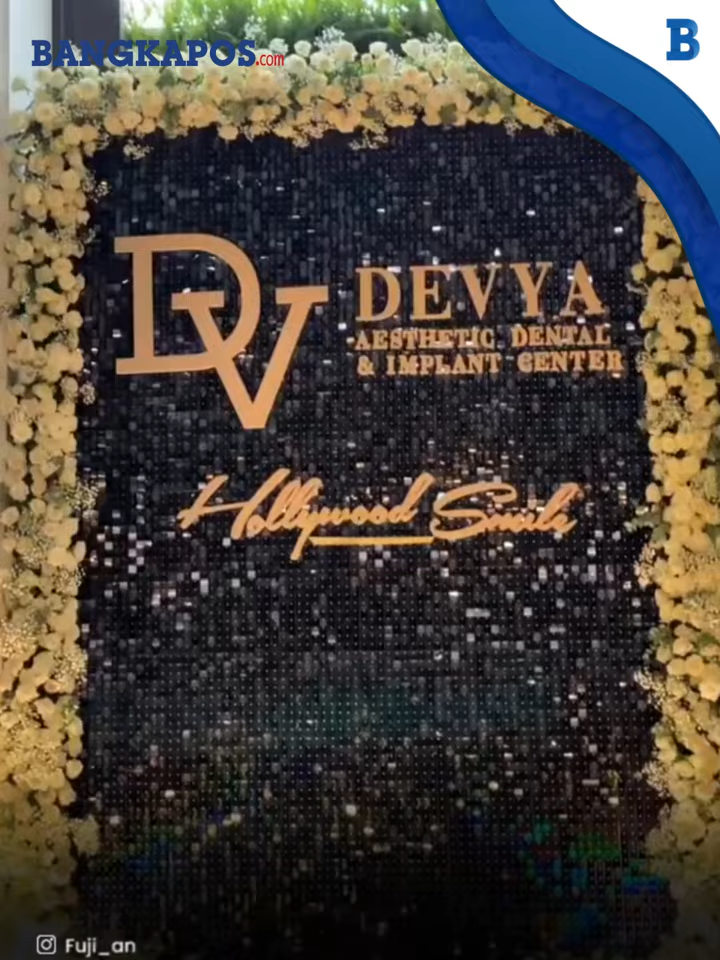 BANGKAPOS.com
B
DV
DEVYA
AESTHETIC DENTAL
& IMPLANT CENTER
Hollywood Smile
Fuji_an